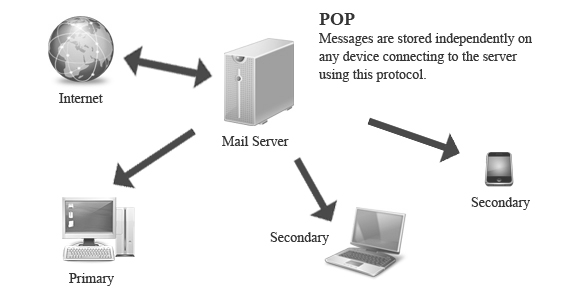 POP
Messages are stored independently on
any device connecting to the server
using this protocol.
Internet
Mail Server
Secondary
Secondary
Primary